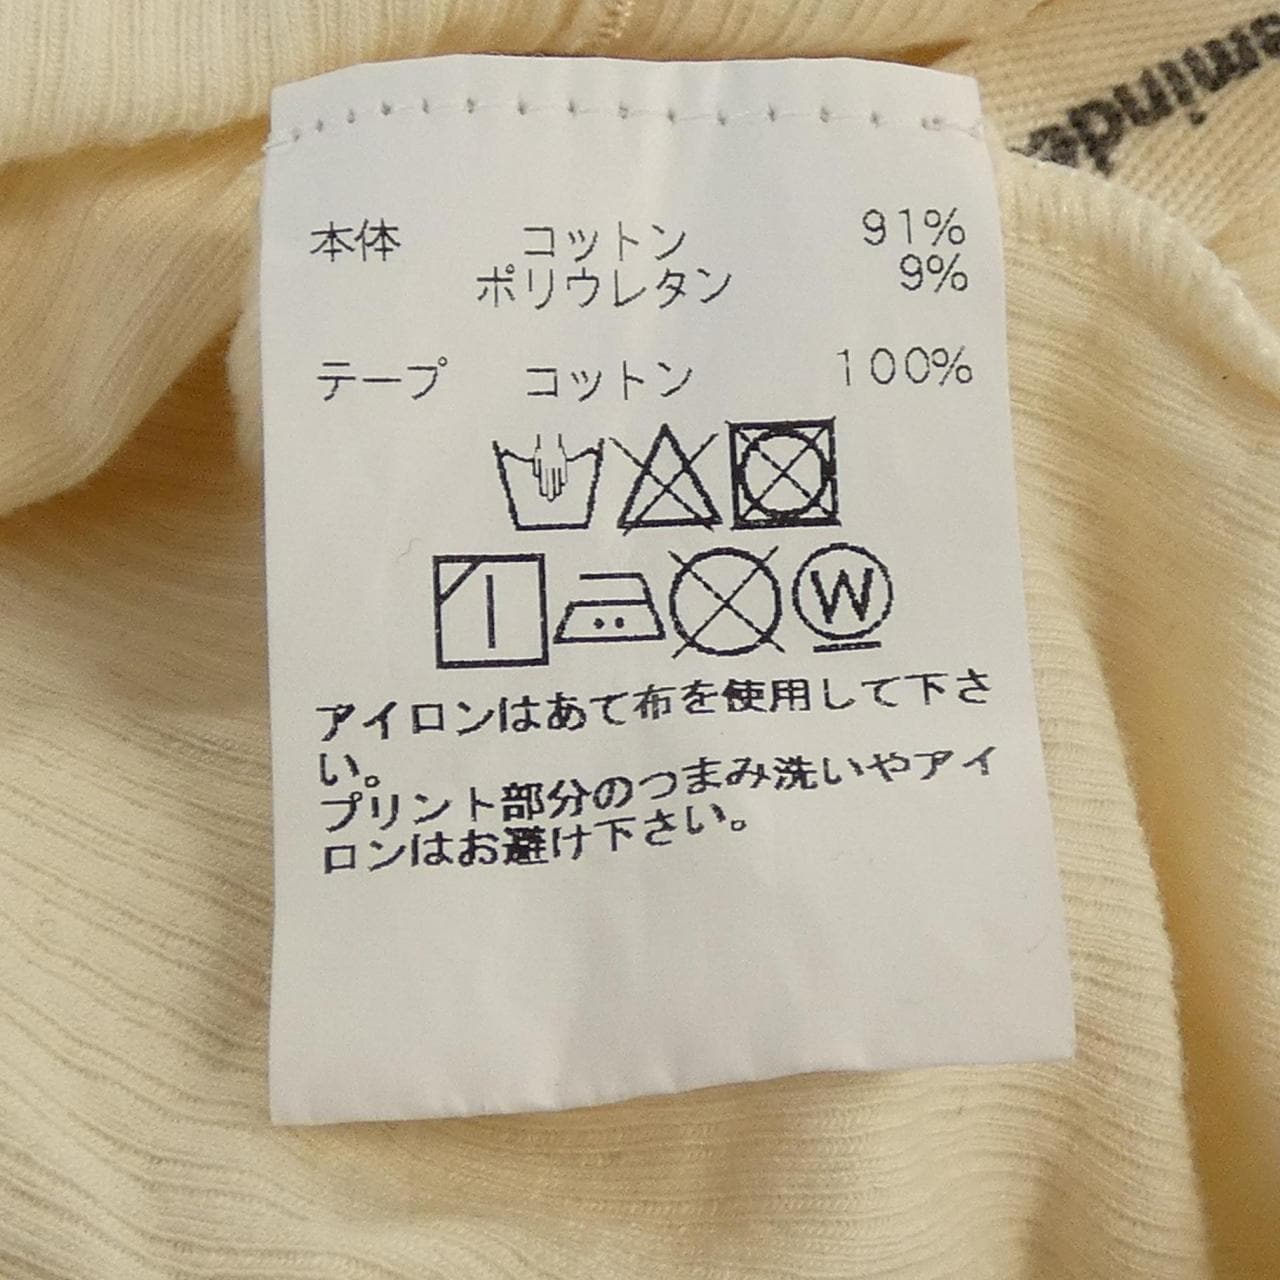 aminde
本体 コットン 91%
ポリウレタン 9%
テープ コットン 100%
W
アイロンはあて布を使用して下さ
い。
プリント部分のつまみ洗いやアイ
ロンはお避け下さい。